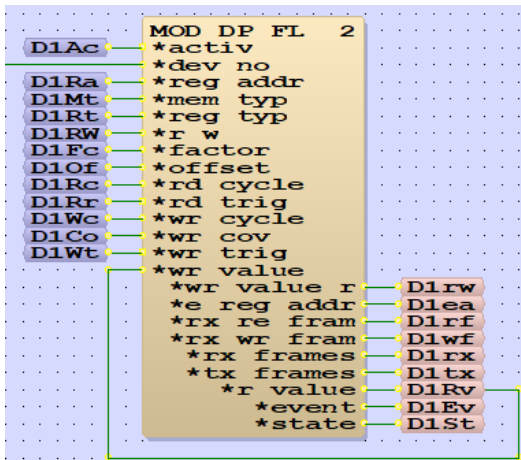 MOD DP FL 2
D1Ac *activ
*dev no
D1Ra *reg addr
D1Mt *mem typ
D1Rt *reg typ
D1RW *r w
D1Fc *factor
D1Of *offset
D1Rc *rd cycle
D1Rr *rd trig
D1Wc *wr cycle
D1Co *wr cov
D1Wt *wr trig
*wr value
*wr value r D1rw
*e reg addr D1ea
*rx re fram D1rf
*rx wr fram D1wf
*rx frames D1rx
*tx frames D1tx
*r value D1Rv
*event D1Ev
*state D1St